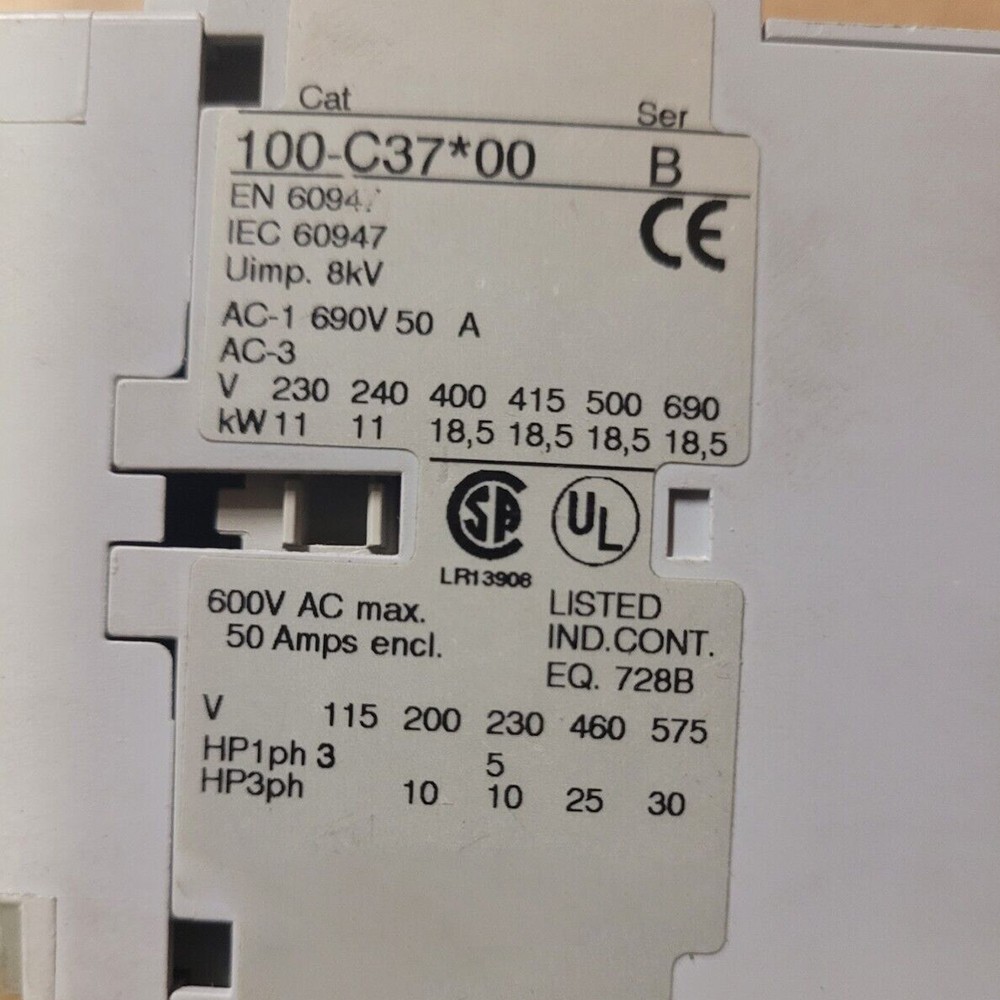 Cat Ser
100-C37*00 B
EN 60947
IEC 60947 CE
Uimp. 8kV
AC-1 690V 50 A
AC-3
V 230 240 400 415 500 690
kW 11 11 18,5 18,5 18,5 18,5
SA UL
LR13908
600V AC max. LISTED
50 Amps encl. IND.CONT.
EQ. 728B
V 115 200 230 460 575
HP1ph 3 5
HP3ph 10 10 25 30